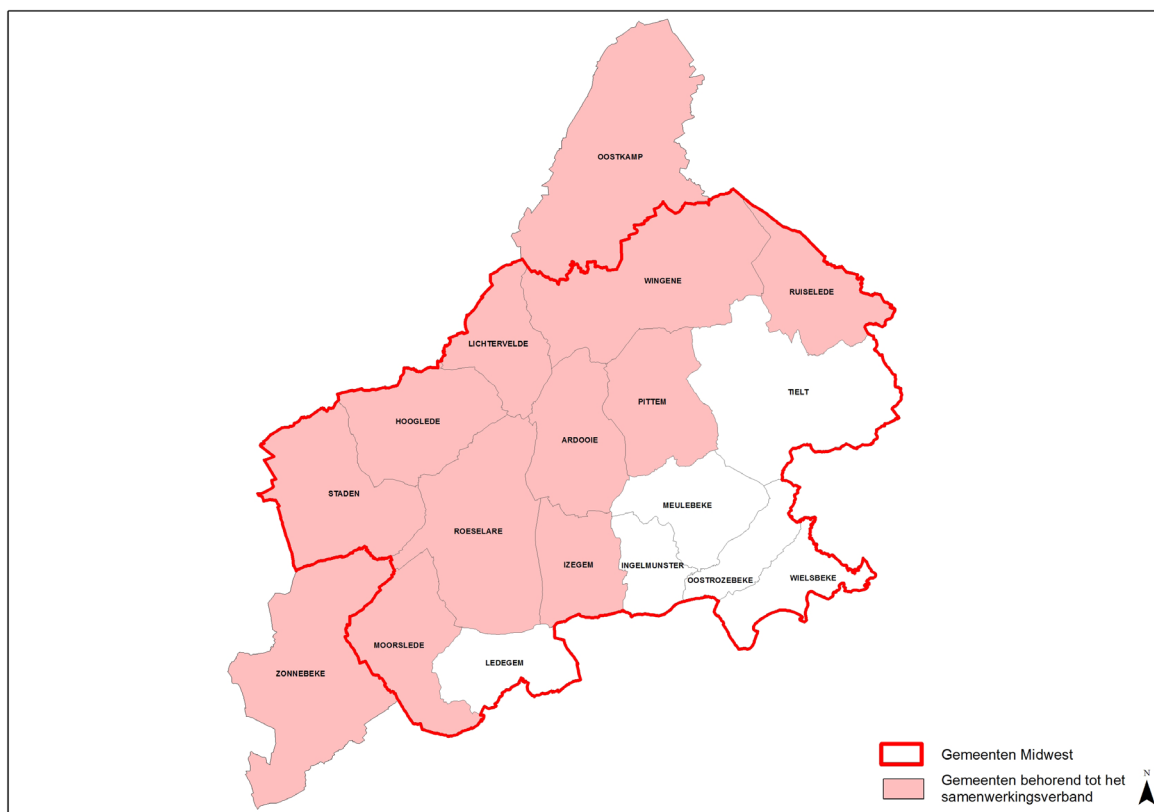 OOSTKAMP
WINGENE
RUISELEDE
LICHTERVELDE
TIELT
PITTEM
HOOGLEDE
ARDOOIE
STADEN
MEULEBEKE
ROESELARE
IZEGEM
INGELMUNSTER
OOSTROZEBEKE
WIELSBEKE
MOORSLEDE
LEDEGEM
ZONNEBEKE
Gemeenten Midwest
Gemeenten behorend tot het
samenwerkingsverband
N